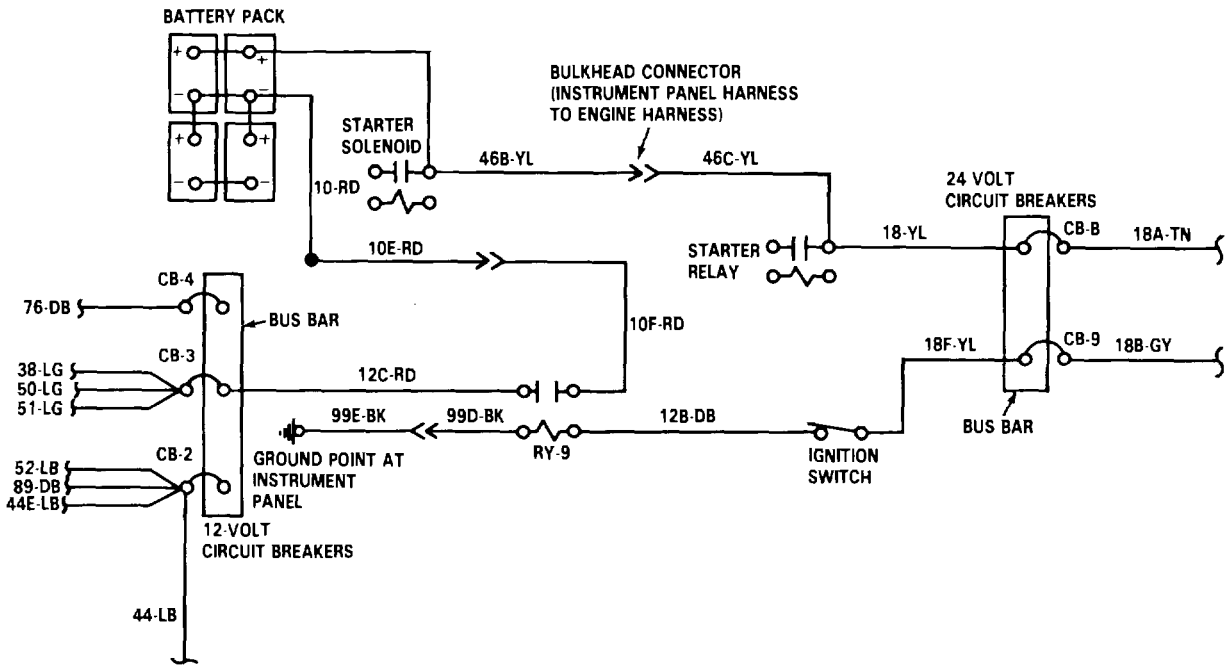 BATTERY PACK
+
+
−
−
+
+
−
−
BULKHEAD CONNECTOR
(INSTRUMENT PANEL HARNESS
TO ENGINE HARNESS)
STARTER
SOLENOID
46B-YL
46C-YL
10-RD
24 VOLT
CIRCUIT BREAKERS
CB-B
18-YL
18A-TN
STARTER
RELAY
10E-RD
CB-4
76-DB
BUS BAR
10F-RD
CB-3
38-LG
50-LG
51-LG
12C-RD
18F-YL
CB-9
18B-GY
BUS BAR
99E-BK
99D-BK
12B-DB
RY-9
IGNITION
SWITCH
GROUND POINT AT
INSTRUMENT
PANEL
CB-2
52-LB
89-DB
44E-LB
12-VOLT
CIRCUIT BREAKERS
44-LB